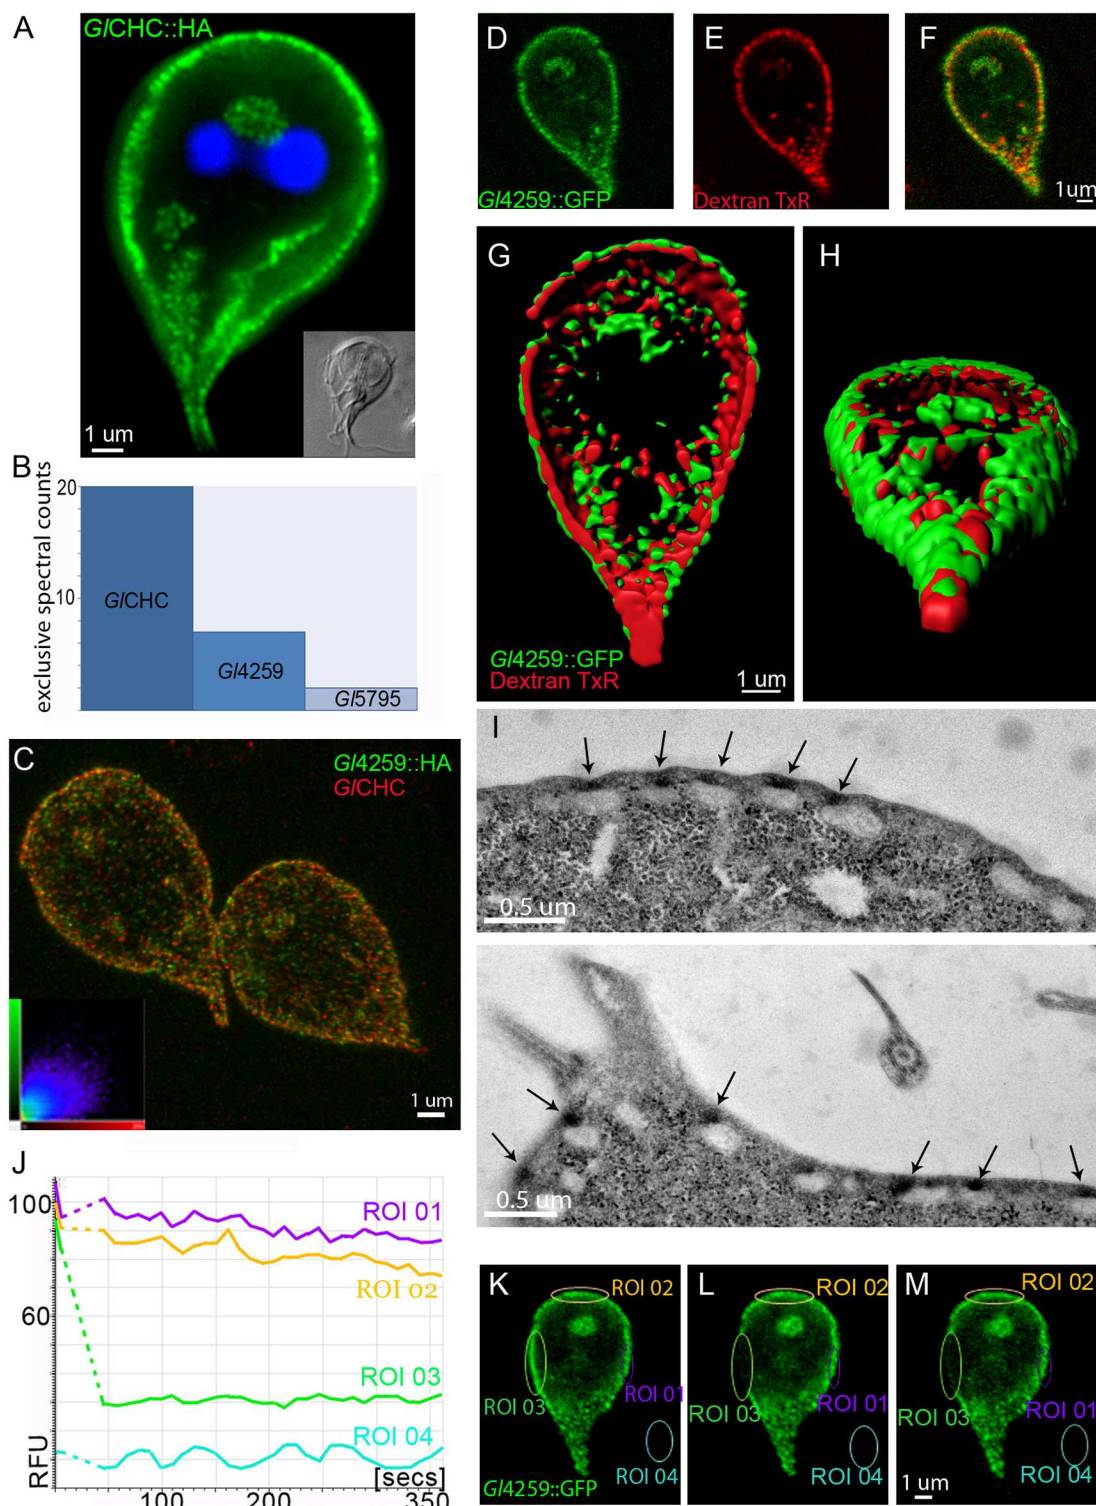 A
GlCHC::HA
1 um
B
exclusive spectral counts
20
10
GlCHC
Gl4259
Gl5795
C
Gl4259::HA
GlCHC
1 um
D
Gl4259::GFP
E
Dextran TxR
F
1um
G
Gl4259::GFP
Dextran TxR
1 um
H
I
0.5 um
0.5 um
J
100
60
RFU
ROI 01
ROI 02
ROI 03
ROI 04
[secs]
100
200
350
K
ROI 02
ROI 01
ROI 03
ROI 04
Gl4259::GFP
L
ROI 02
ROI 01
ROI 03
ROI 04
M
ROI 02
ROI 01
ROI 03
ROI 04
1 um